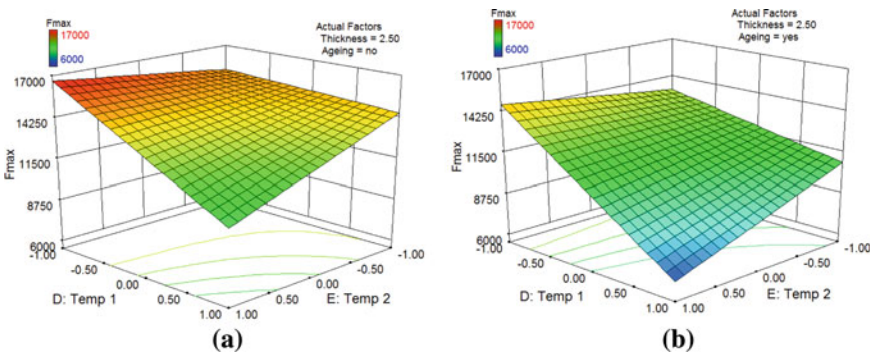 Fmax
17000
6000
Actual Factors
Thickness = 2.50
Ageing = no
17000
14250
11500
8750
6000
Fmax
-1.00
-0.50
0.00
0.50
1.00
D: Temp 1
-1.00
-0.50
0.00
0.50
1.00
E: Temp 2
(a)
Fmax
17000
6000
Actual Factors
Thickness = 2.50
Ageing = yes
17000
14250
11500
8750
6000
Fmax
-1.00
-0.50
0.00
0.50
1.00
D: Temp 1
-1.00
-0.50
0.00
0.50
1.00
E: Temp 2
(b)